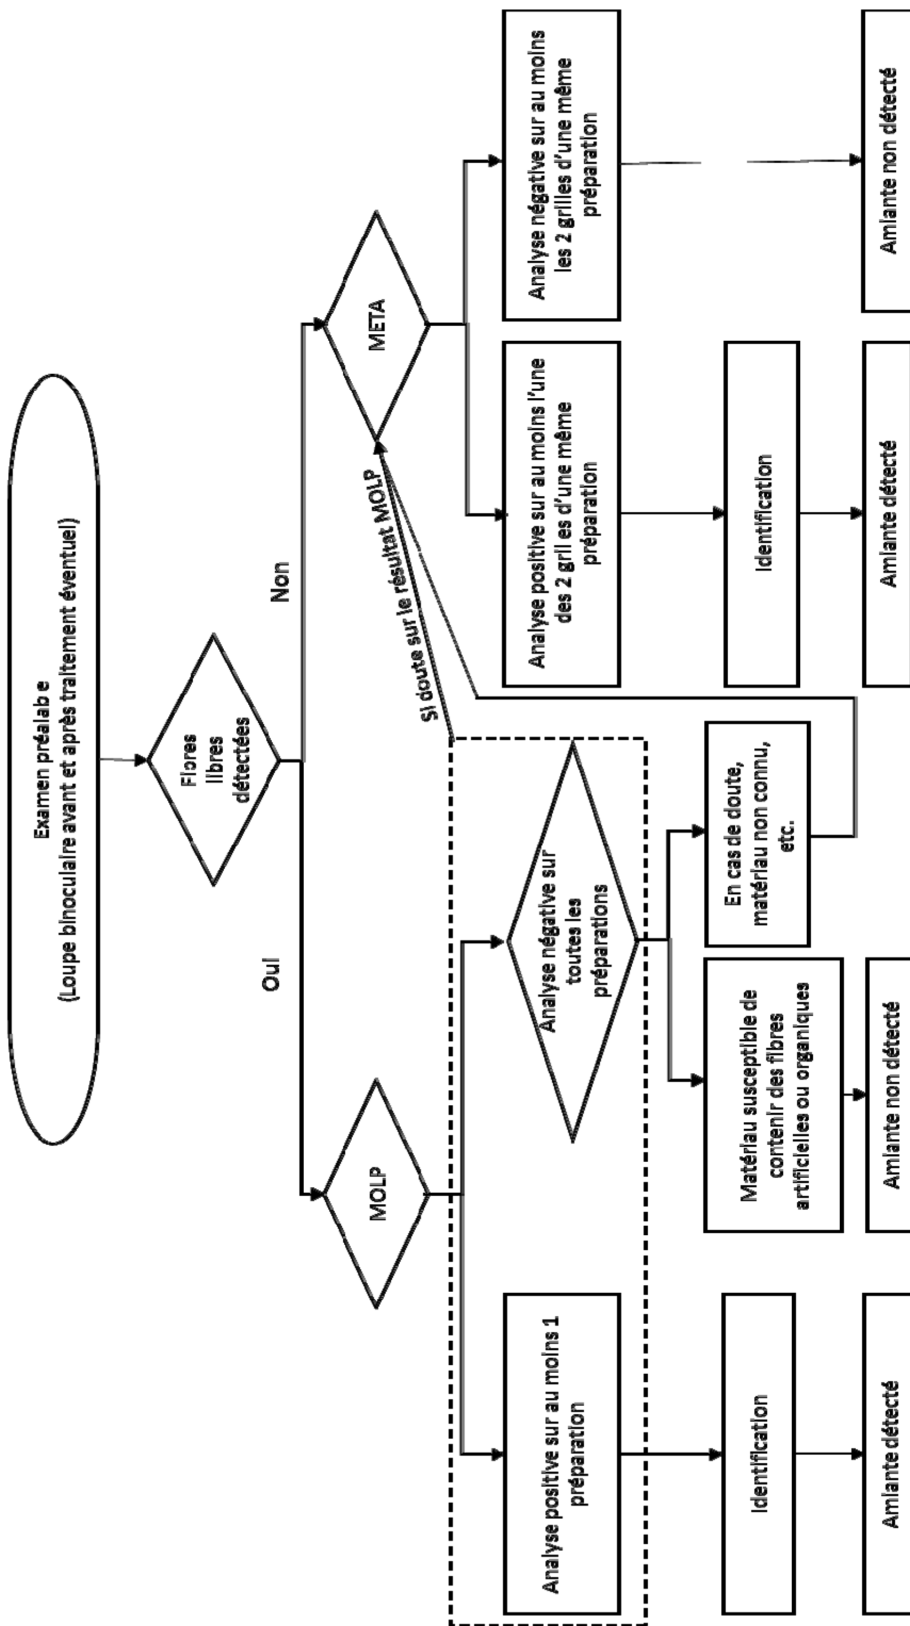 Examen préalab e
(Loupe binoculaire avant et après traitement éventuel)
Fibres
libres
détectées
Oui
Non
MOLP
META
Si doute sur le résultat MOLP
Analyse positive sur au moins 1
préparation
Analyse négative sur
toutes les
préparations
Analyse positive sur au moins l'une
des 2 gril es d'une même
préparation
Analyse négative sur au moins
les 2 grilles d'une même
préparation
Identification
Matériau susceptible de
contenir des fibres
artificielles ou organiques
En cas de doute,
matériau non connu,
etc.
Identification
Amiante détecté
Amiante non détecté
Amiante détecté
Amiante non détecté